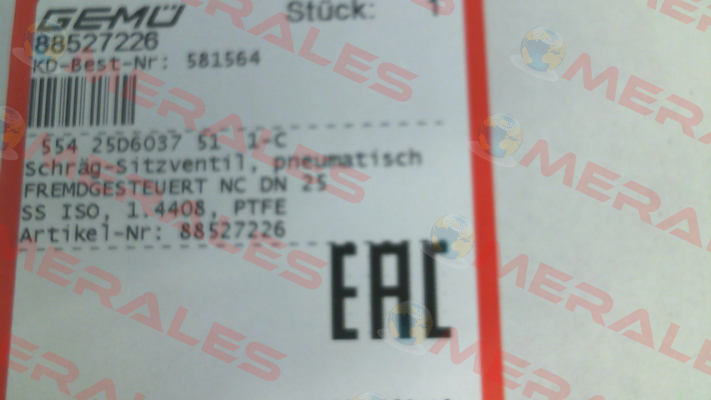 GEMÜ Stück: 1
88527226
KD-Best-Nr: 581564
554 25D6037 51 1-C
Schräg-Sitzventil, pneumatisch
FREMDGESTEUERT NC DN 25
SS ISO, 1.4408, PTFE
Artikel-Nr: 88527226
EAC
MERALES
MERALES
MERALES
MERALES
MERALES